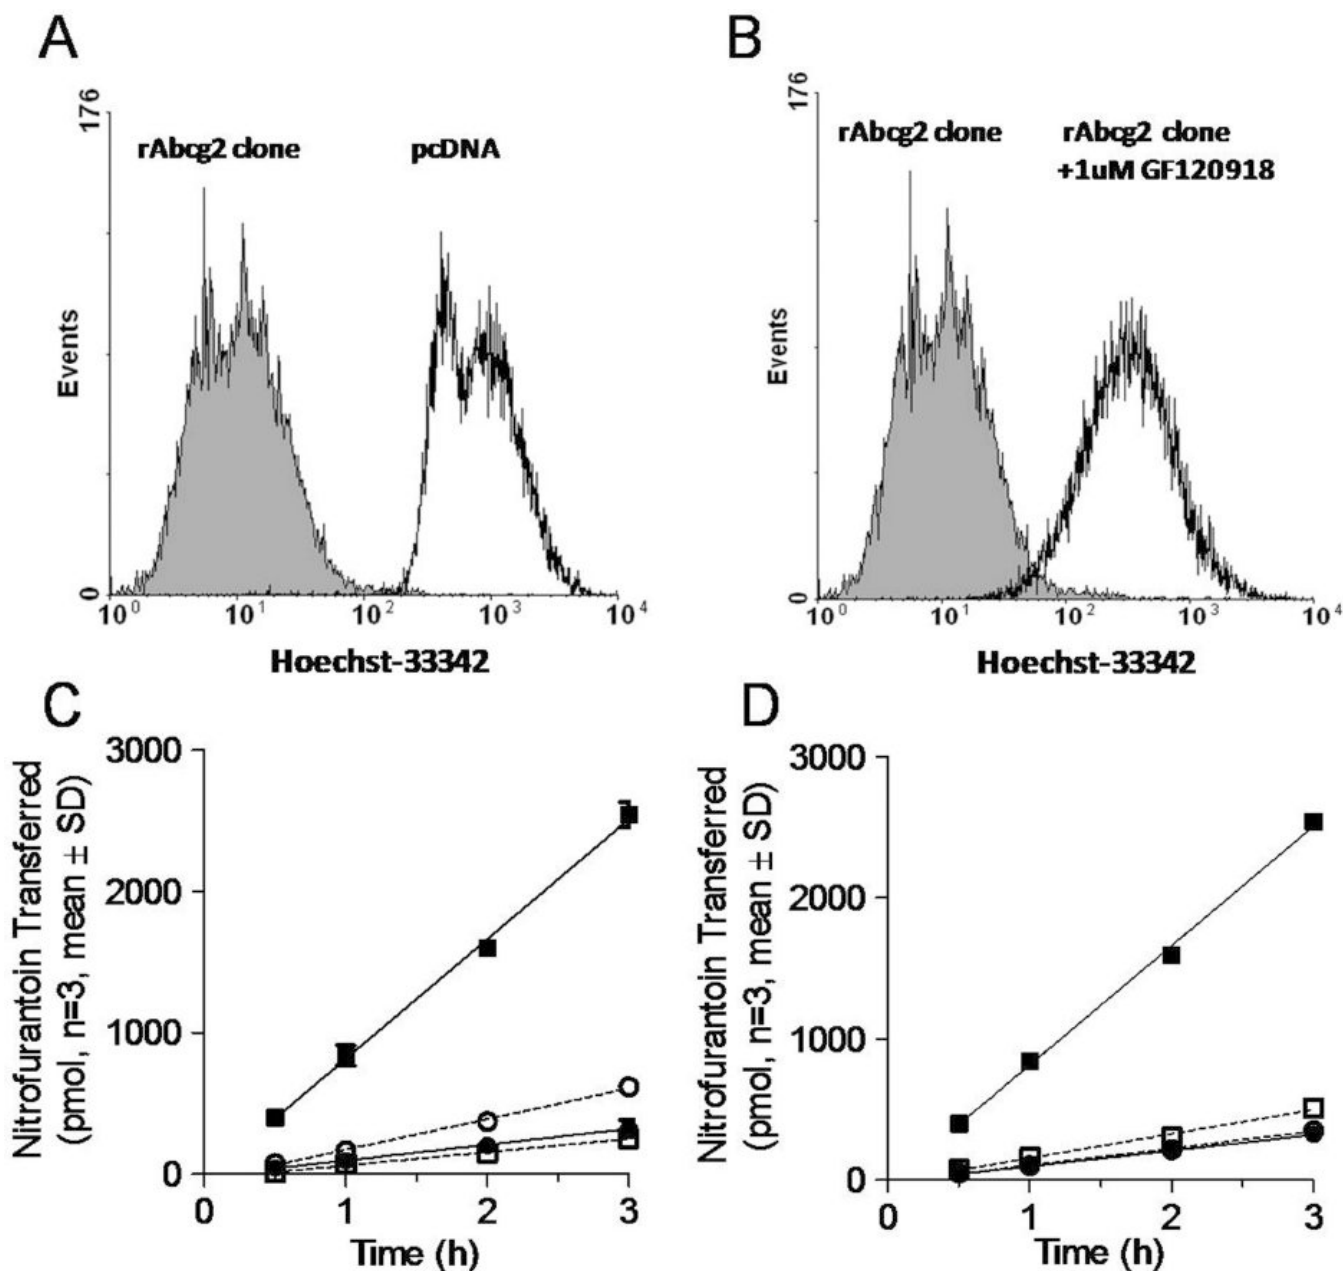 A
176
rAbcg2 clone
pcDNA
Events
0
10^0 10^1 10^2 10^3 10^4
Hoechst-33342
B
176
rAbcg2 clone
rAbcg2 clone
+1uM GF120918
Events
0
10^0 10^1 10^2 10^3 10^4
Hoechst-33342
C
Nitrofurantoin Transferred
(pmol, n=3, mean ± SD)
3000
2000
1000
0
0 1 2 3
Time (h)
D
Nitrofurantoin Transferred
(pmol, n=3, mean ± SD)
3000
2000
1000
0
0 1 2 3
Time (h)